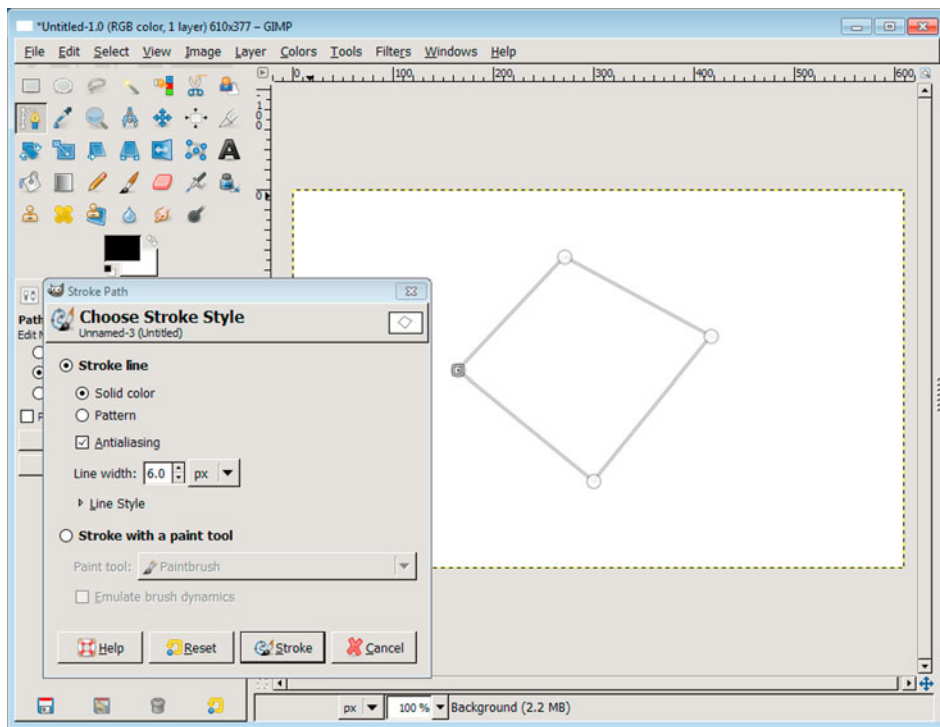 *Untitled-1.0 (RGB color, 1 layer) 610x377 – GIMP
File Edit Select View Image Layer Colors Tools Filters Windows Help
0 100 200 300 400 500 600
100
0
Stroke Path
Choose Stroke Style
Unnamed-3 (Untitled)
Path
Edit M
Stroke line
Solid color
Pattern
Antialiasing
Line width: 6.0 px
Line Style
Stroke with a paint tool
Paint tool: Paintbrush
Emulate brush dynamics
Help Reset Stroke Cancel
px 100 % Background (2.2 MB)